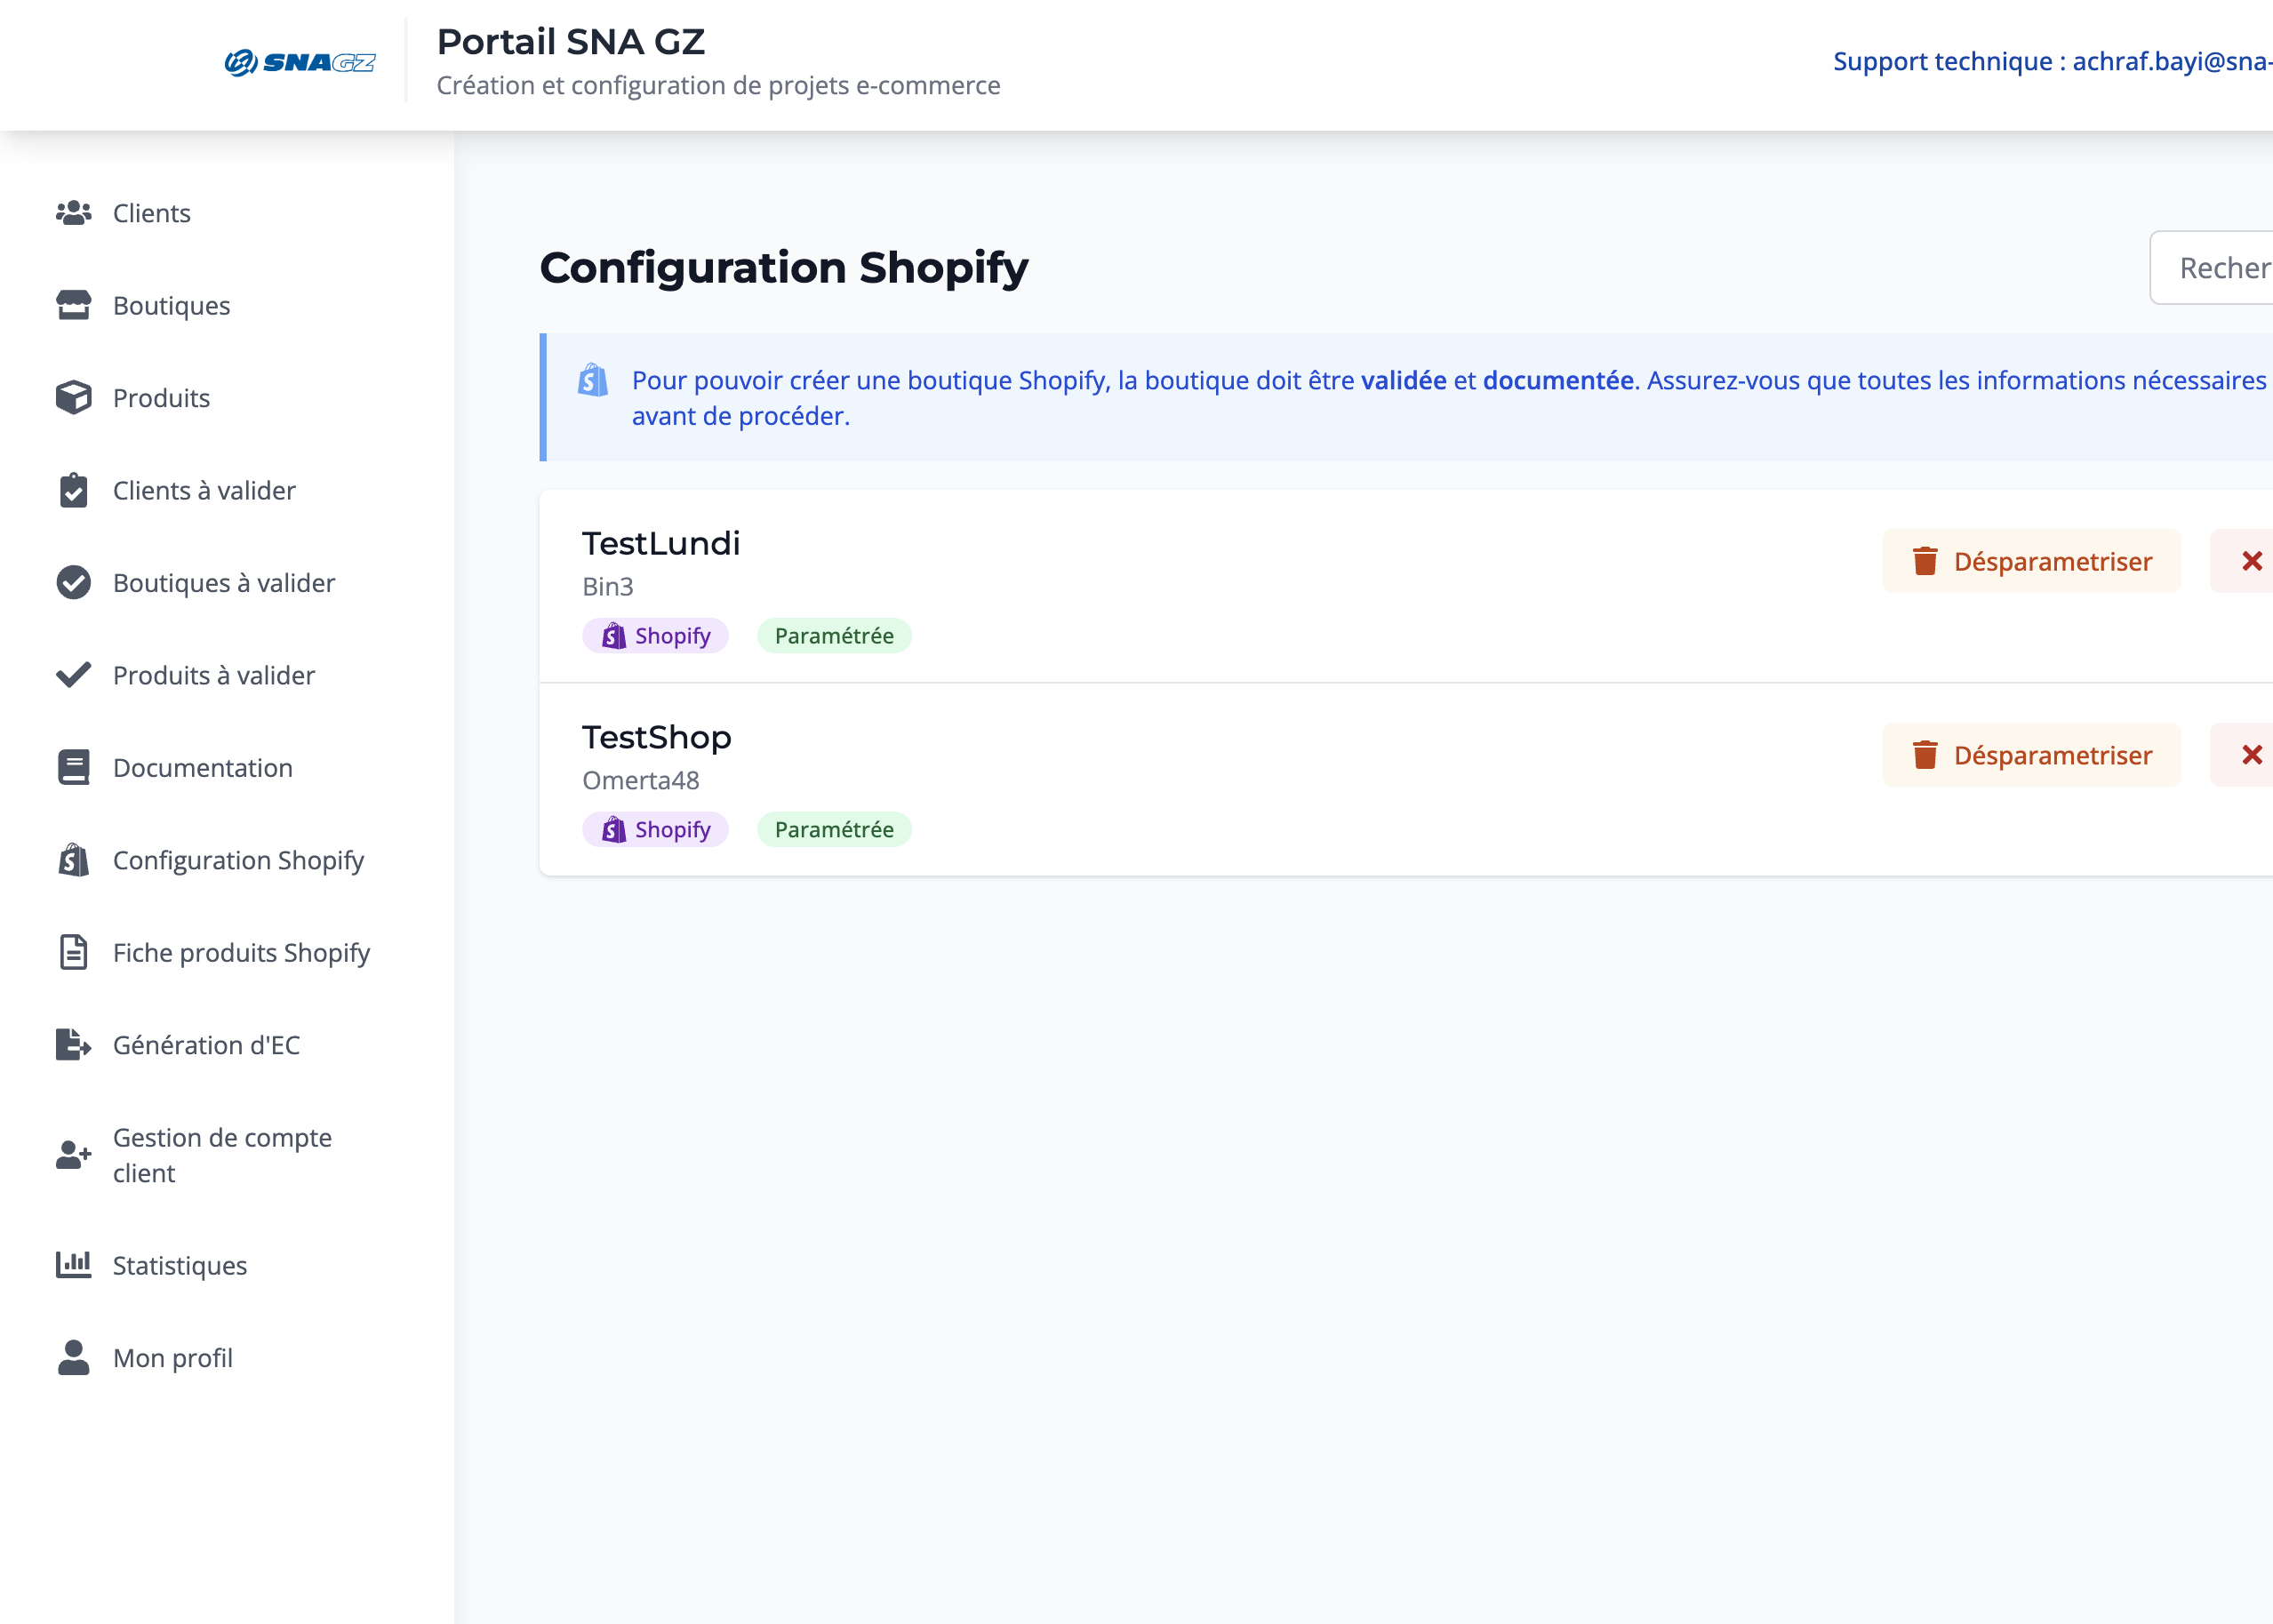 SNAGZ
Portail SNA GZ
Création et configuration de projets e-commerce
Support technique : achraf.bayi@sna-
Clients
Boutiques
Produits
Clients à valider
Boutiques à valider
Produits à valider
Documentation
Configuration Shopify
Fiche produits Shopify
Génération d'EC
Gestion de compte
client
Statistiques
Mon profil
Configuration Shopify
Recher
Pour pouvoir créer une boutique Shopify, la boutique doit être validée et documentée. Assurez-vous que toutes les informations nécessaires
avant de procéder.
TestLundi
Bin3
Shopify
Paramétrée
Désparametriser
TestShop
Omerta48
Shopify
Paramétrée
Désparametriser